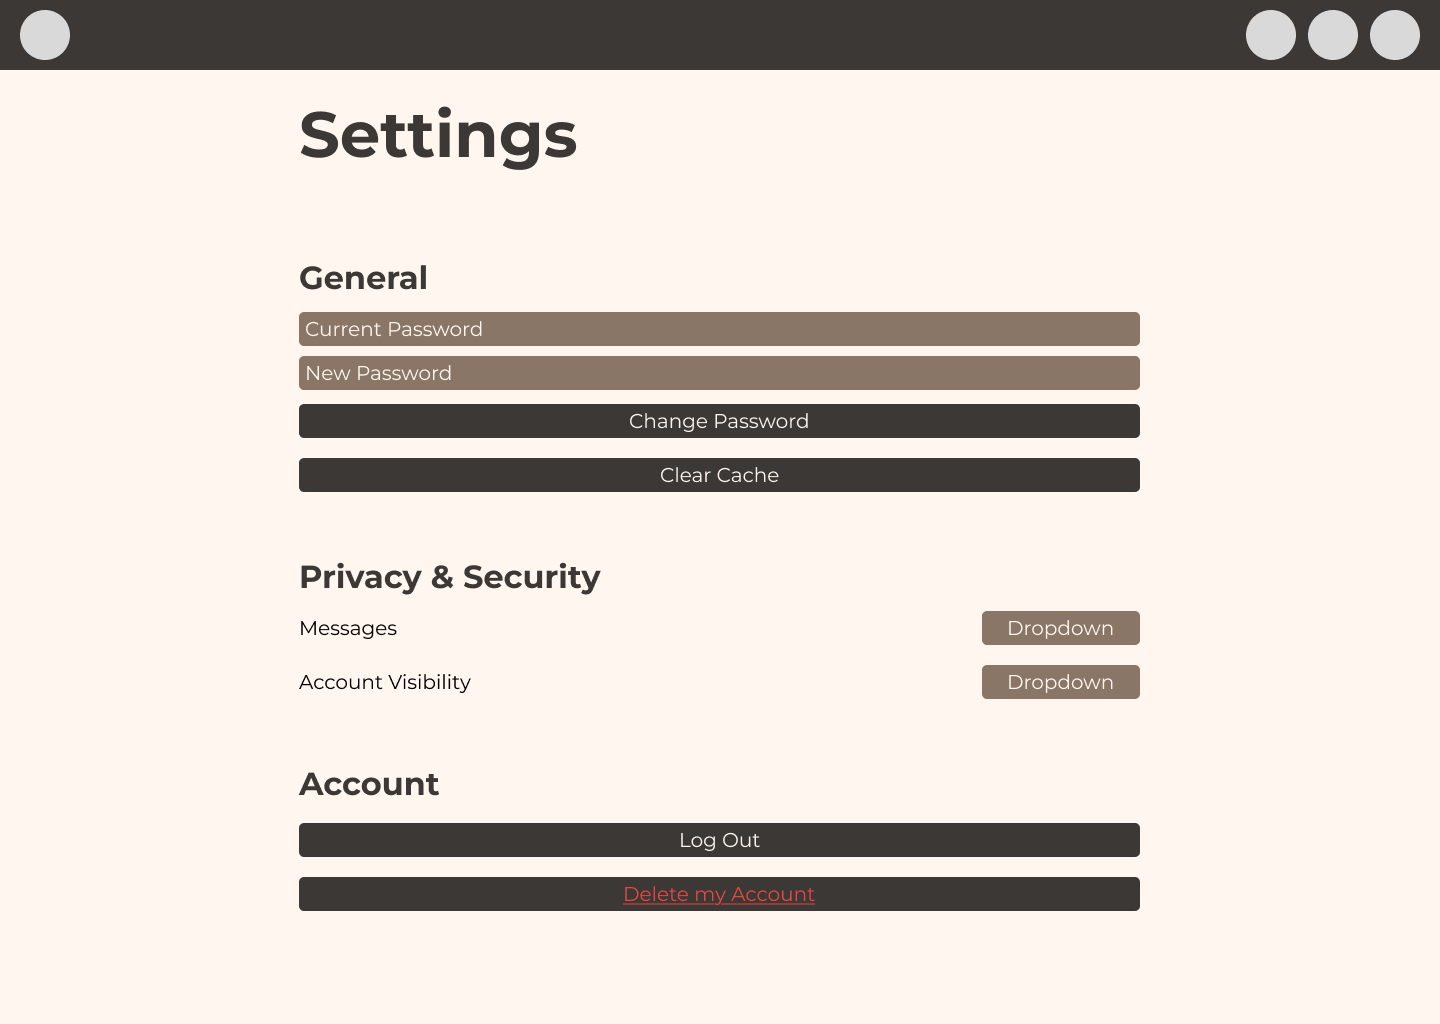 Settings
General
Current Password
New Password
Change Password
Clear Cache
Privacy & Security
Messages
Dropdown
Account Visibility
Dropdown
Account
Log Out
Delete my Account